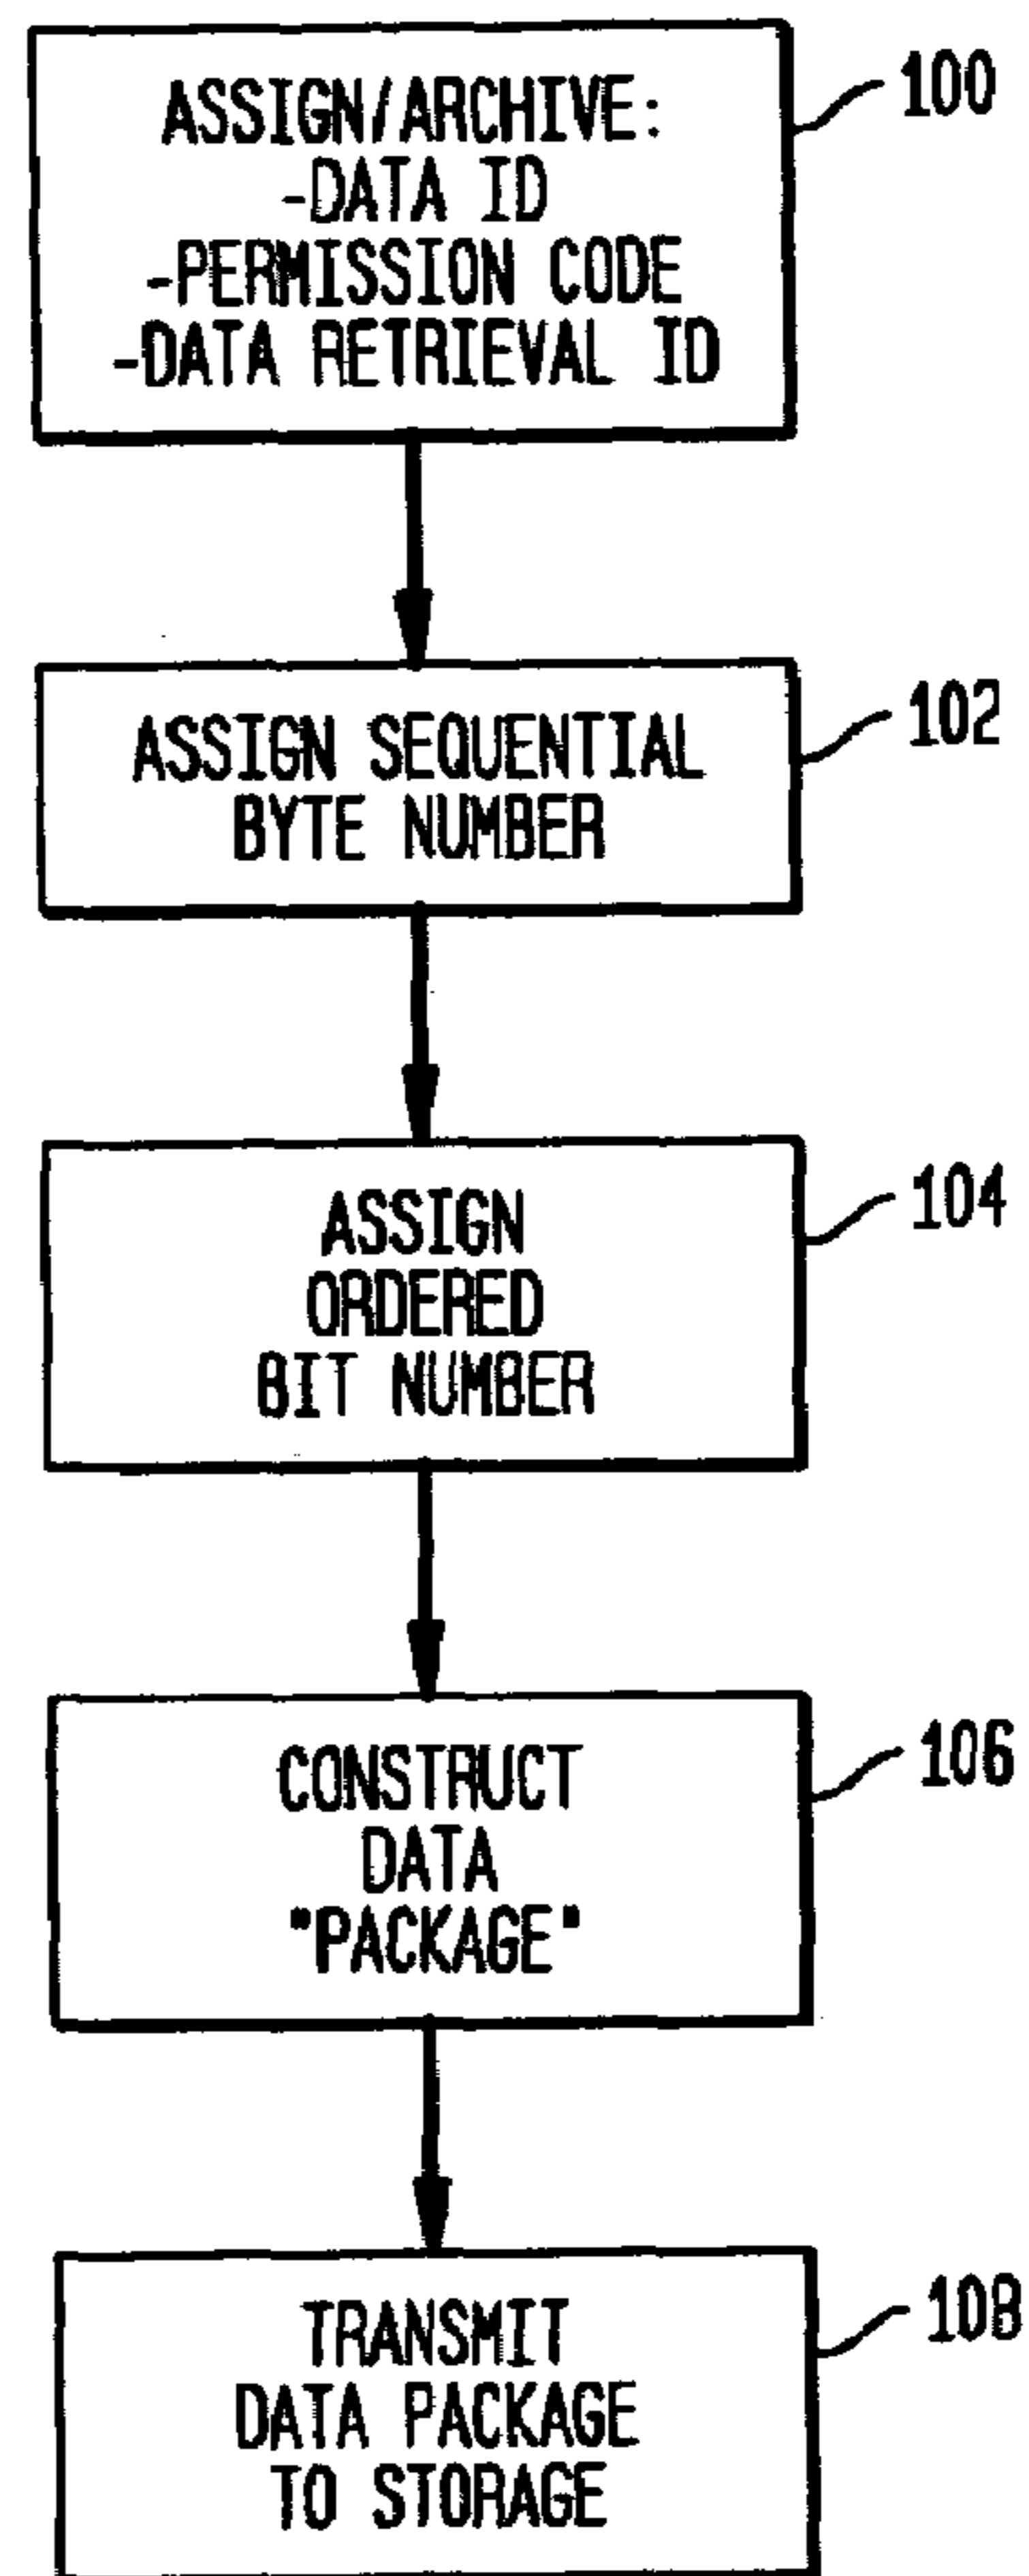 ASSIGN/ARCHIVE:
-DATA ID
-PERMISSION CODE
-DATA RETRIEVAL ID
100
ASSIGN SEQUENTIAL
BYTE NUMBER
102
ASSIGN
ORDERED
BIT NUMBER
104
CONSTRUCT
DATA
"PACKAGE"
106
TRANSMIT
DATA PACKAGE
TO STORAGE
108